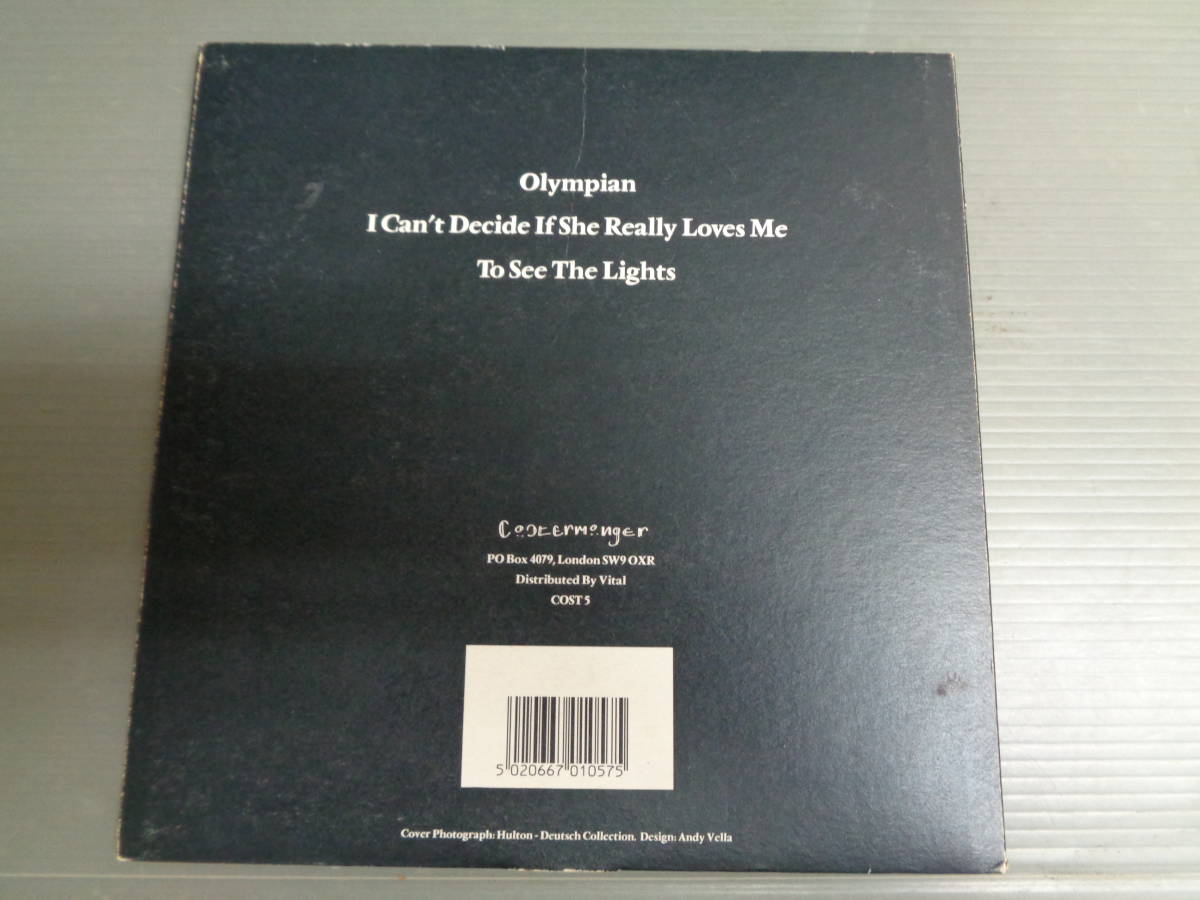 Olympian
I Can't Decide If She Really Loves Me
To See The Lights
Costermonger
PO Box 4079, London SW9 OXR
Distributed By Vital
COST 5
5 020667 010575
Cover Photograph: Hulton - Deutsch Collection. Design: Andy Vella